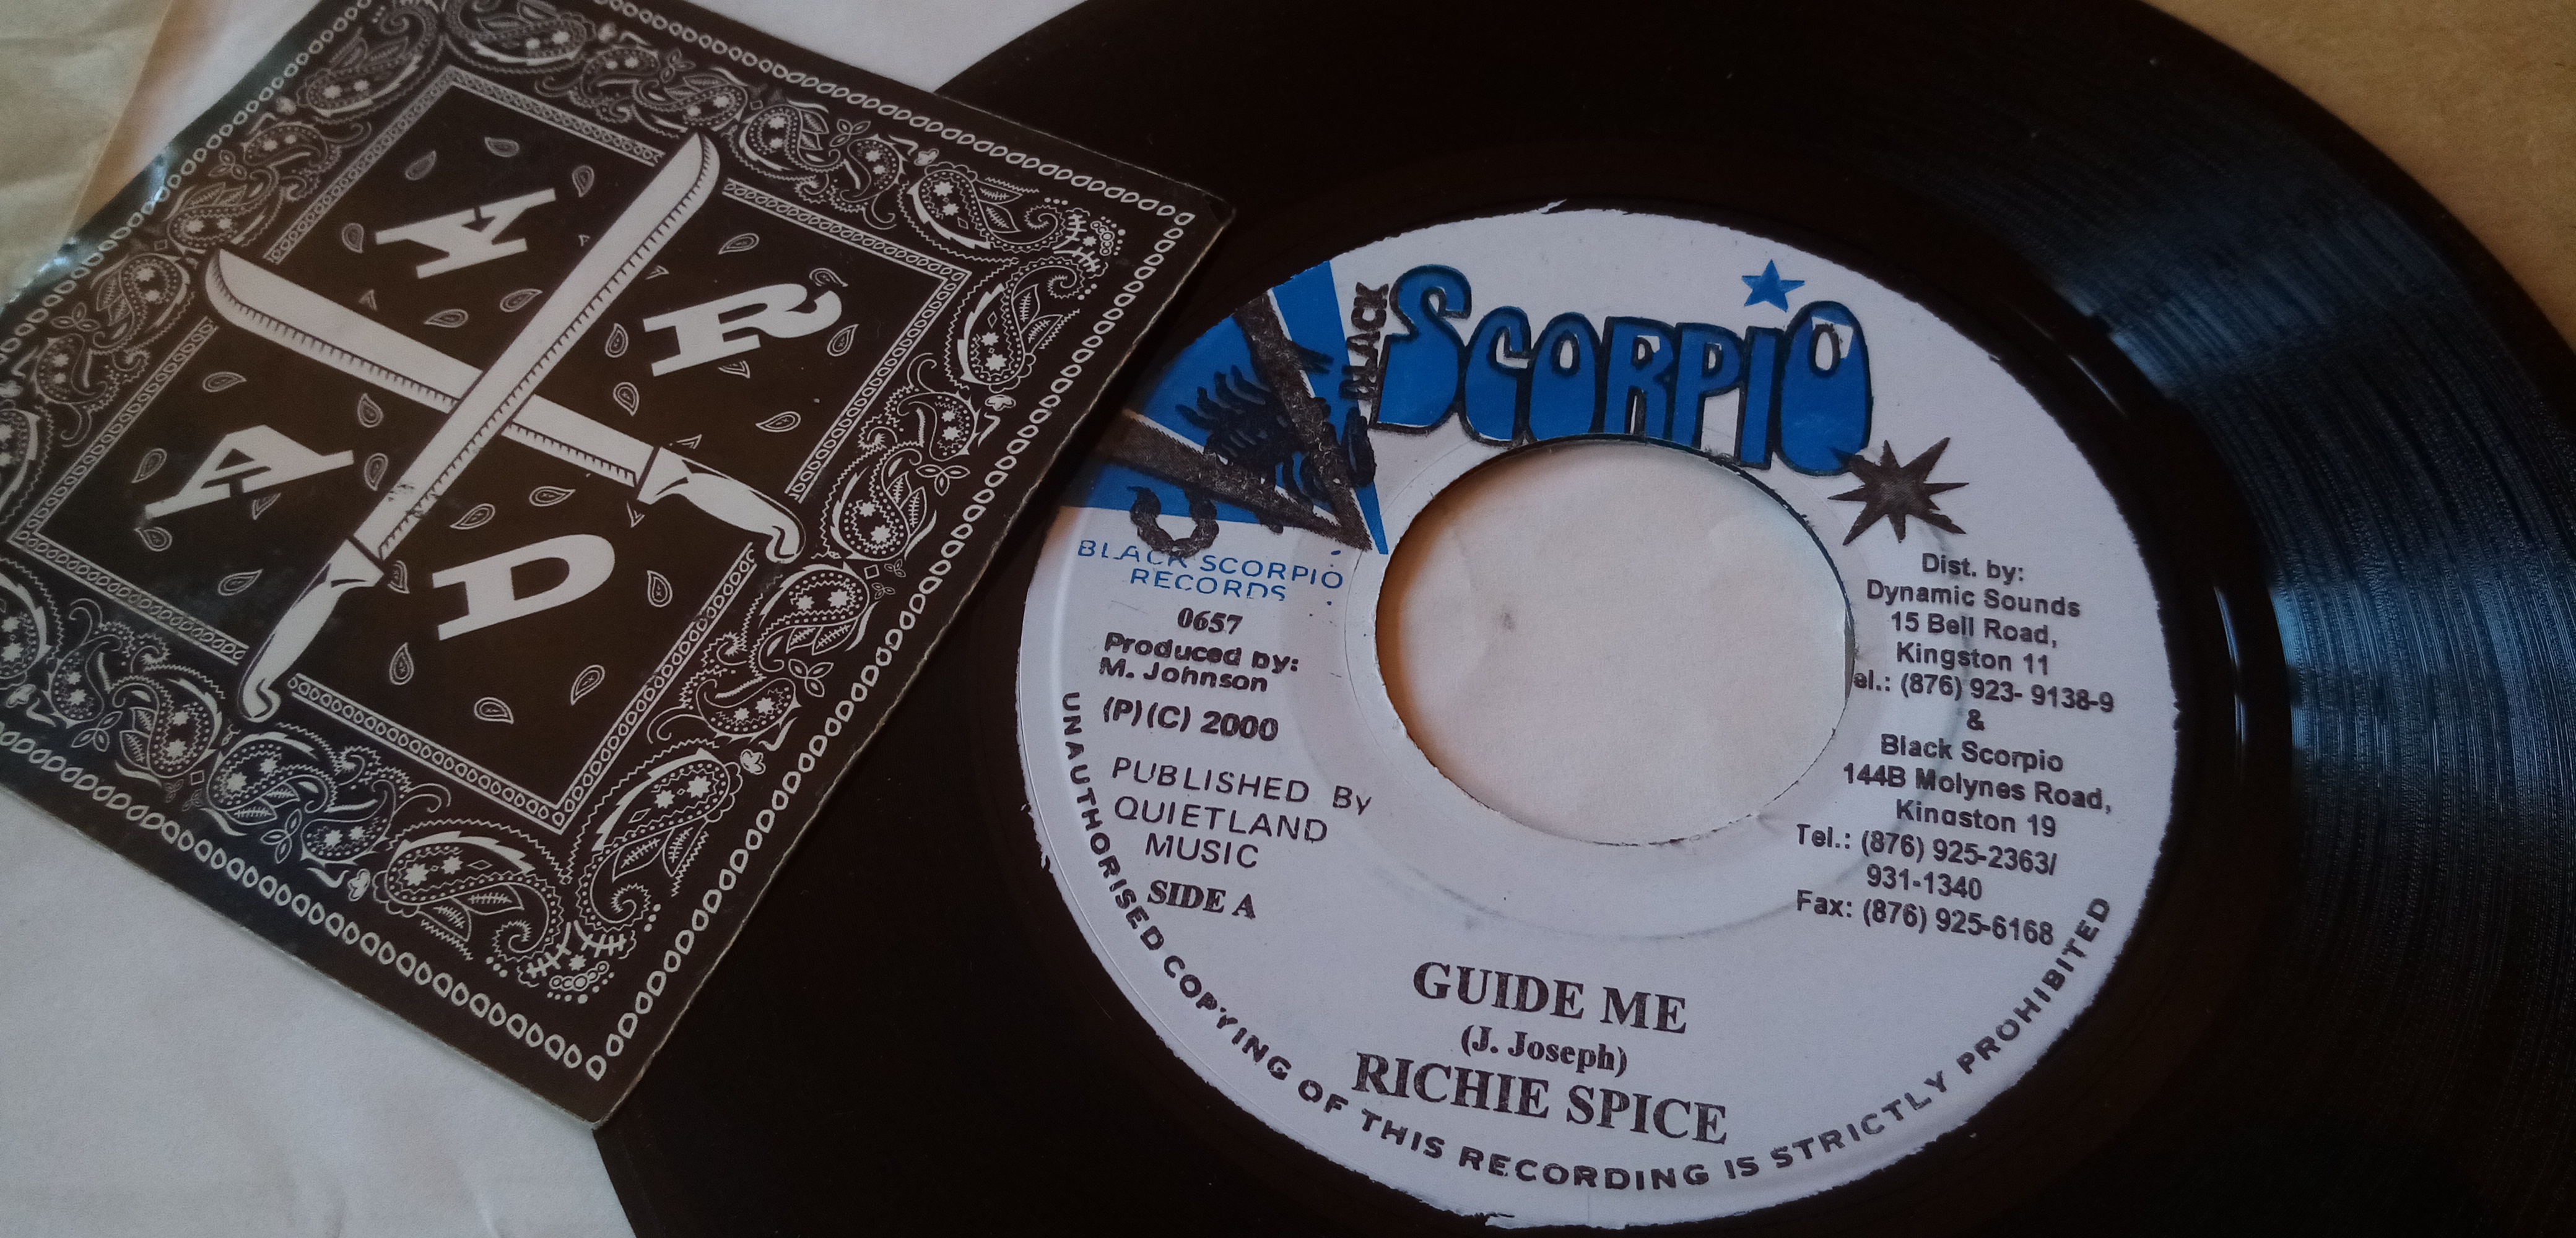 A R
A D
BLACK
SCORPIO
BLACK SCORPIO
RECORDS
0657
Produced by:
M. Johnson
(P)(C) 2000
PUBLISHED By
QUIETLAND
MUSIC
SIDE A
Dist. by:
Dynamic Sounds
15 Bell Road,
Kingston 11
el.: (876) 923- 9138-9
&
Black Scorpio
144B Molynes Road,
Kingston 19
Tel.: (876) 925-2363/
931-1340
Fax: (876) 925-6168
GUIDE ME
(J. Joseph)
RICHIE SPICE
UNAUTHORISED COPYING OF THIS RECORDING IS STRICTLY PROHIBITED